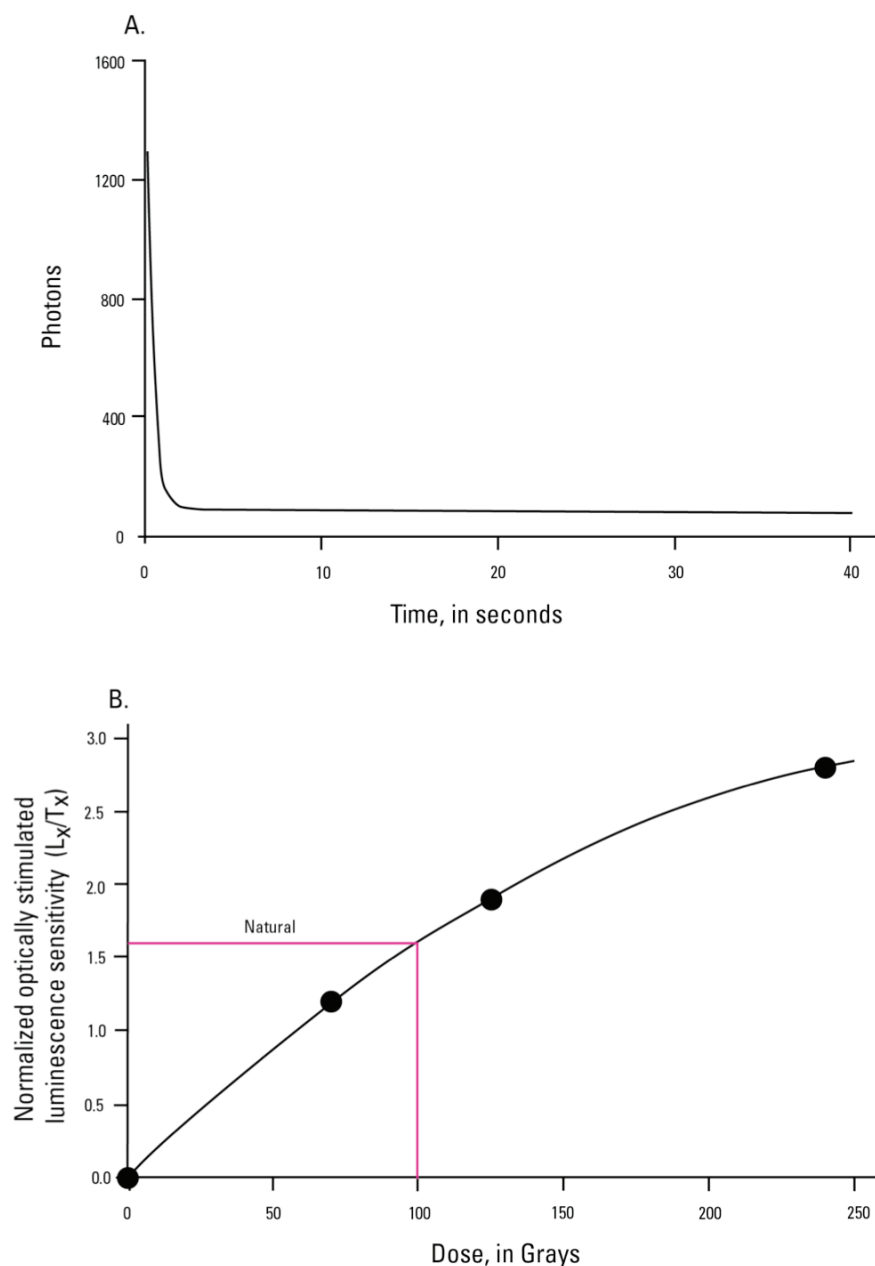 A.
1600
1200
800
400
0
Photons
0 10 20 30 40
Time, in seconds
B.
3.0
2.5
2.0
1.5
1.0
0.5
0.0
Normalized optically stimulated
luminescence sensitivity (Lx/Tx)
Natural
0 50 100 150 200 250
Dose, in Grays